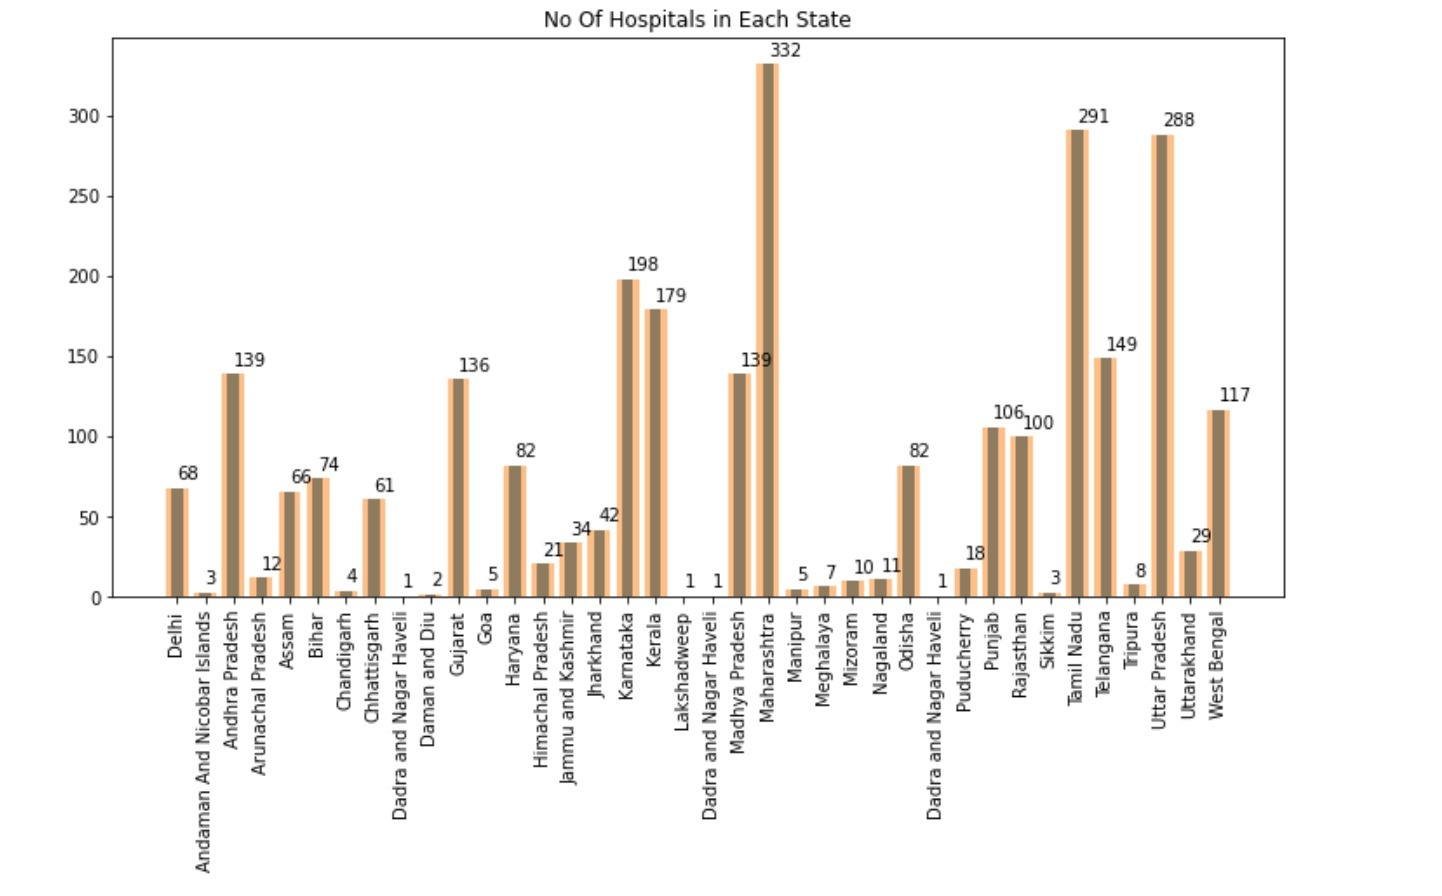 No Of Hospitals in Each State
300
250
200
150
100
50
0
68
3
139
12
66
74
4
61
1
2
136
5
82
21
34
42
198
179
1
1
139
332
5
7
10
11
82
1
18
106
100
3
291
149
8
288
29
117
Delhi
Andaman And Nicobar Islands
Andhra Pradesh
Arunachal Pradesh
Assam
Bihar
Chandigarh
Chhattisgarh
Dadra and Nagar Haveli
Daman and Diu
Gujarat
Goa
Haryana
Himachal Pradesh
Jammu and Kashmir
Jharkhand
Karnataka
Kerala
Lakshadweep
Dadra and Nagar Haveli
Madhya Pradesh
Maharashtra
Manipur
Meghalaya
Mizoram
Nagaland
Odisha
Dadra and Nagar Haveli
Puducherry
Punjab
Rajasthan
Sikkim
Tamil Nadu
Telangana
Tripura
Uttar Pradesh
Uttarakhand
West Bengal